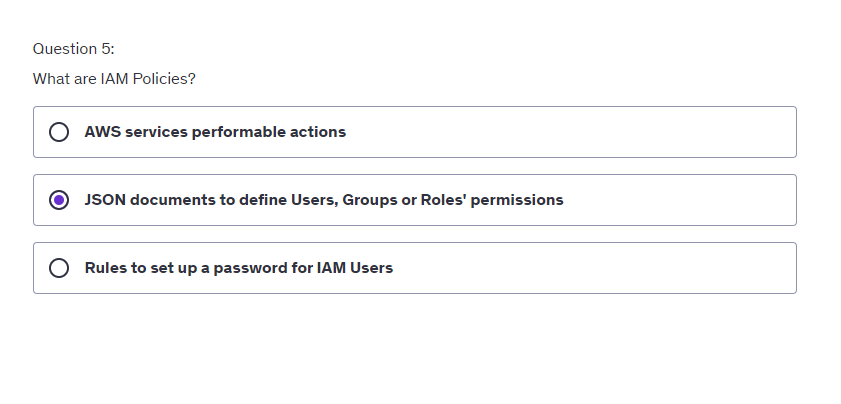 Question 5:
What are IAM Policies?
AWS services performable actions
JSON documents to define Users, Groups or Roles' permissions
Rules to set up a password for IAM Users